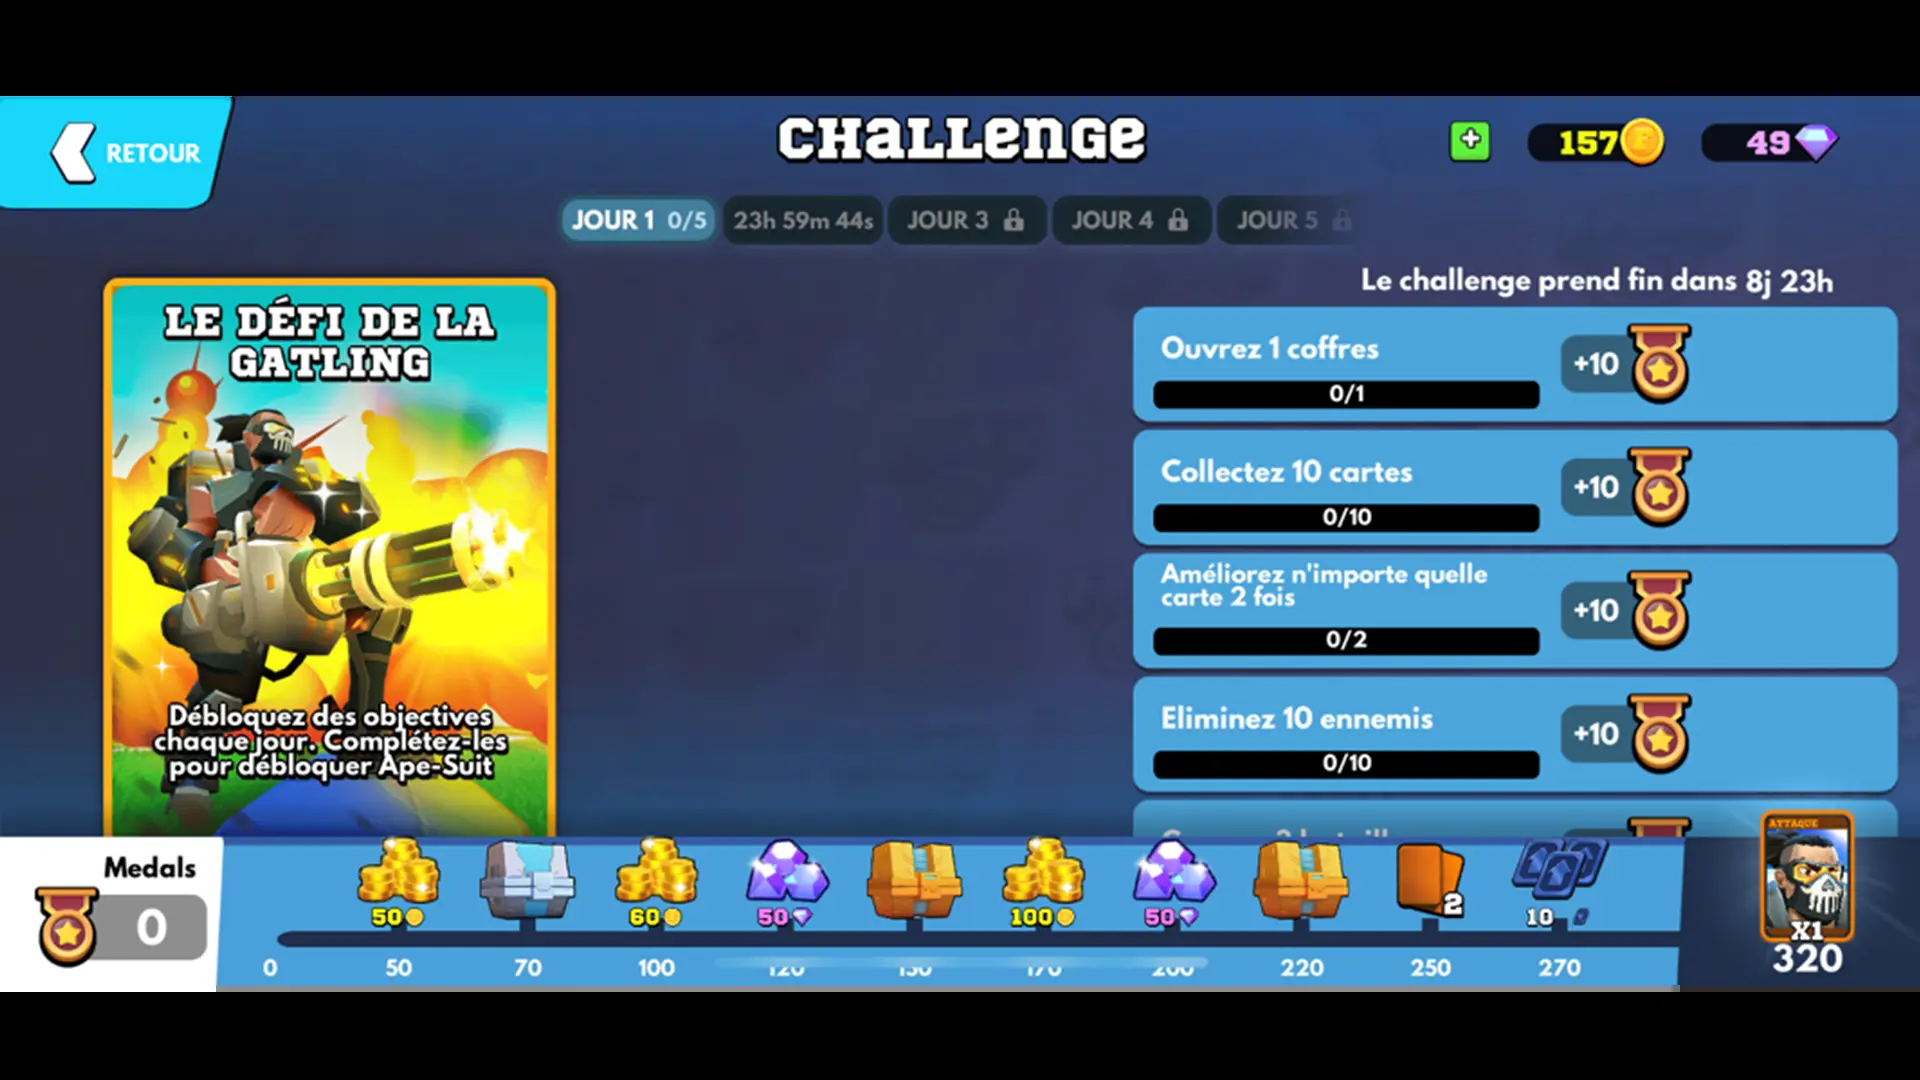 RETOUR
CHALLENGE
157
49
JOUR 1 0/5
23h 59m 44s
JOUR 3
JOUR 4
JOUR 5
Le challenge prend fin dans 8j 23h
LE DÉFI DE LA
GATLING
Débloquez des objectives
chaque jour. Complétez-les
pour débloquer Ape-Suit
Ouvrez 1 coffres
0/1
+10
Collectez 10 cartes
0/10
+10
Améliorez n'importe quelle
carte 2 fois
0/2
+10
Eliminez 10 ennemis
0/10
+10
Medals
0
50
60
50
100
50
2
10
0
50
70
100
120
150
170
200
220
250
270
ATTAQUE
X1
320